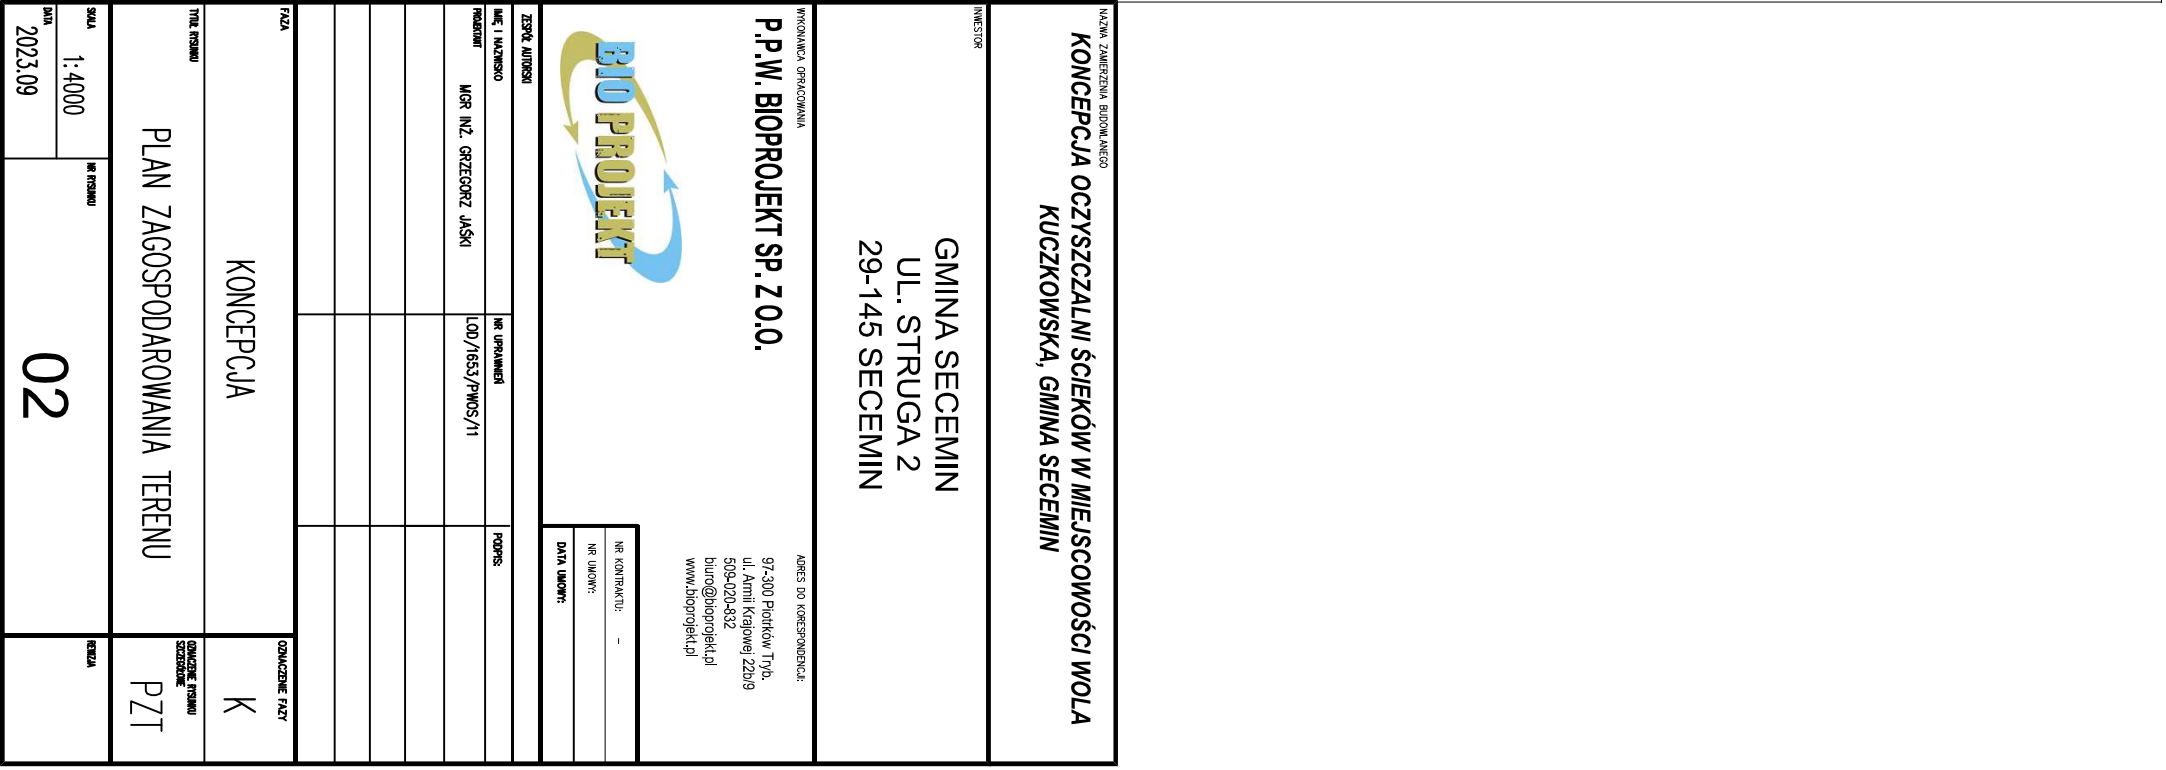 NAZWA ZAMIERZENIA BUDOWLANEGO
KONCEPCJA OCZYSZCZALNI ŚCIEKÓW W MIEJSCOWOŚCI WOLA
KUCZKOWSKA, GMINA SECEMIN
INWESTOR
GMINA SECEMIN
UL. STRUGA 2
29-145 SECEMIN
WYKONAWCA OPRACOWANIA
P.P.W. BIOPROJEKT SP. Z O.O.
BIO PROJEKT
ADRES DO KORESPONDENCJI:
97-300 Piotrków Tryb.
ul. Armii Krajowej 22b/9
509-020-832
biuro@bioprojekt.pl
www.bioprojekt.pl
NR KONTRAKTU: –
NR UMOWY:
DATA UMOWY:
ZESPÓŁ AUTORSKI
IMIĘ I NAZWISKO
NR UPRAWNIEŃ
PODPIS:
PROJEKTANT
MGR INŻ. GRZEGORZ JAŚKI
LOD/1653/PWOS/11
FAZA
KONCEPCJA
OZNACZENIE FAZY
K
TYTUŁ RYSUNKU
PLAN ZAGOSPODAROWANIA TERENU
OZNACZENIE RYSUNKU
SZCZEGÓŁOWE
PZT
SKALA
1:4000
DATA
2023.09
NR RYSUNKU
02
REWIZJA